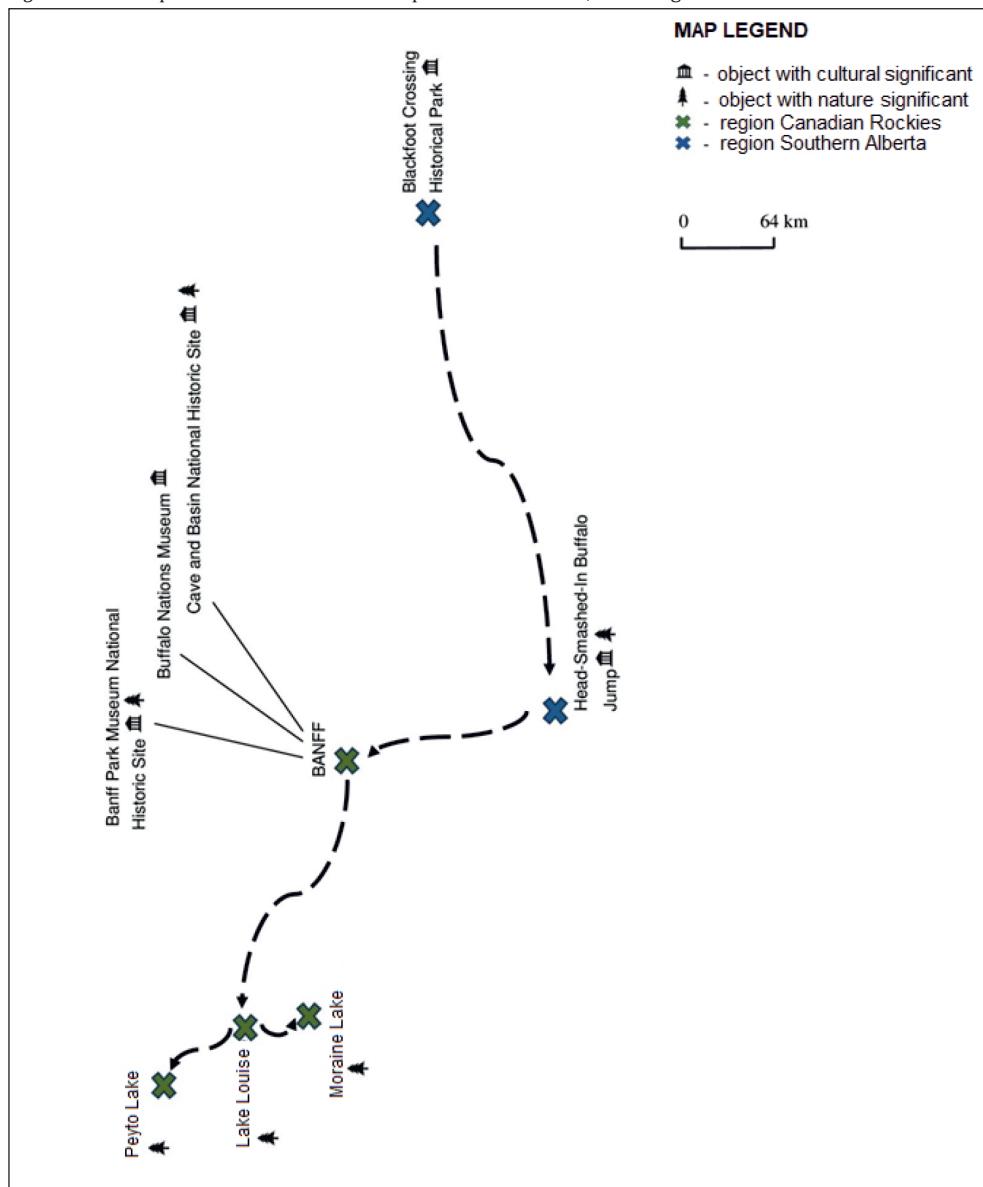 MAP LEGEND
- object with cultural significant
- object with nature significant
- region Canadian Rockies
- region Southern Alberta
0 64 km
Blackfoot Crossing
Historical Park
Cave and Basin National Historic Site
Buffalo Nations Museum
Banff Park Museum National
Historic Site
BANFF
Head-Smashed-In Buffalo
Jump
Peyto Lake
Lake Louise
Moraine Lake